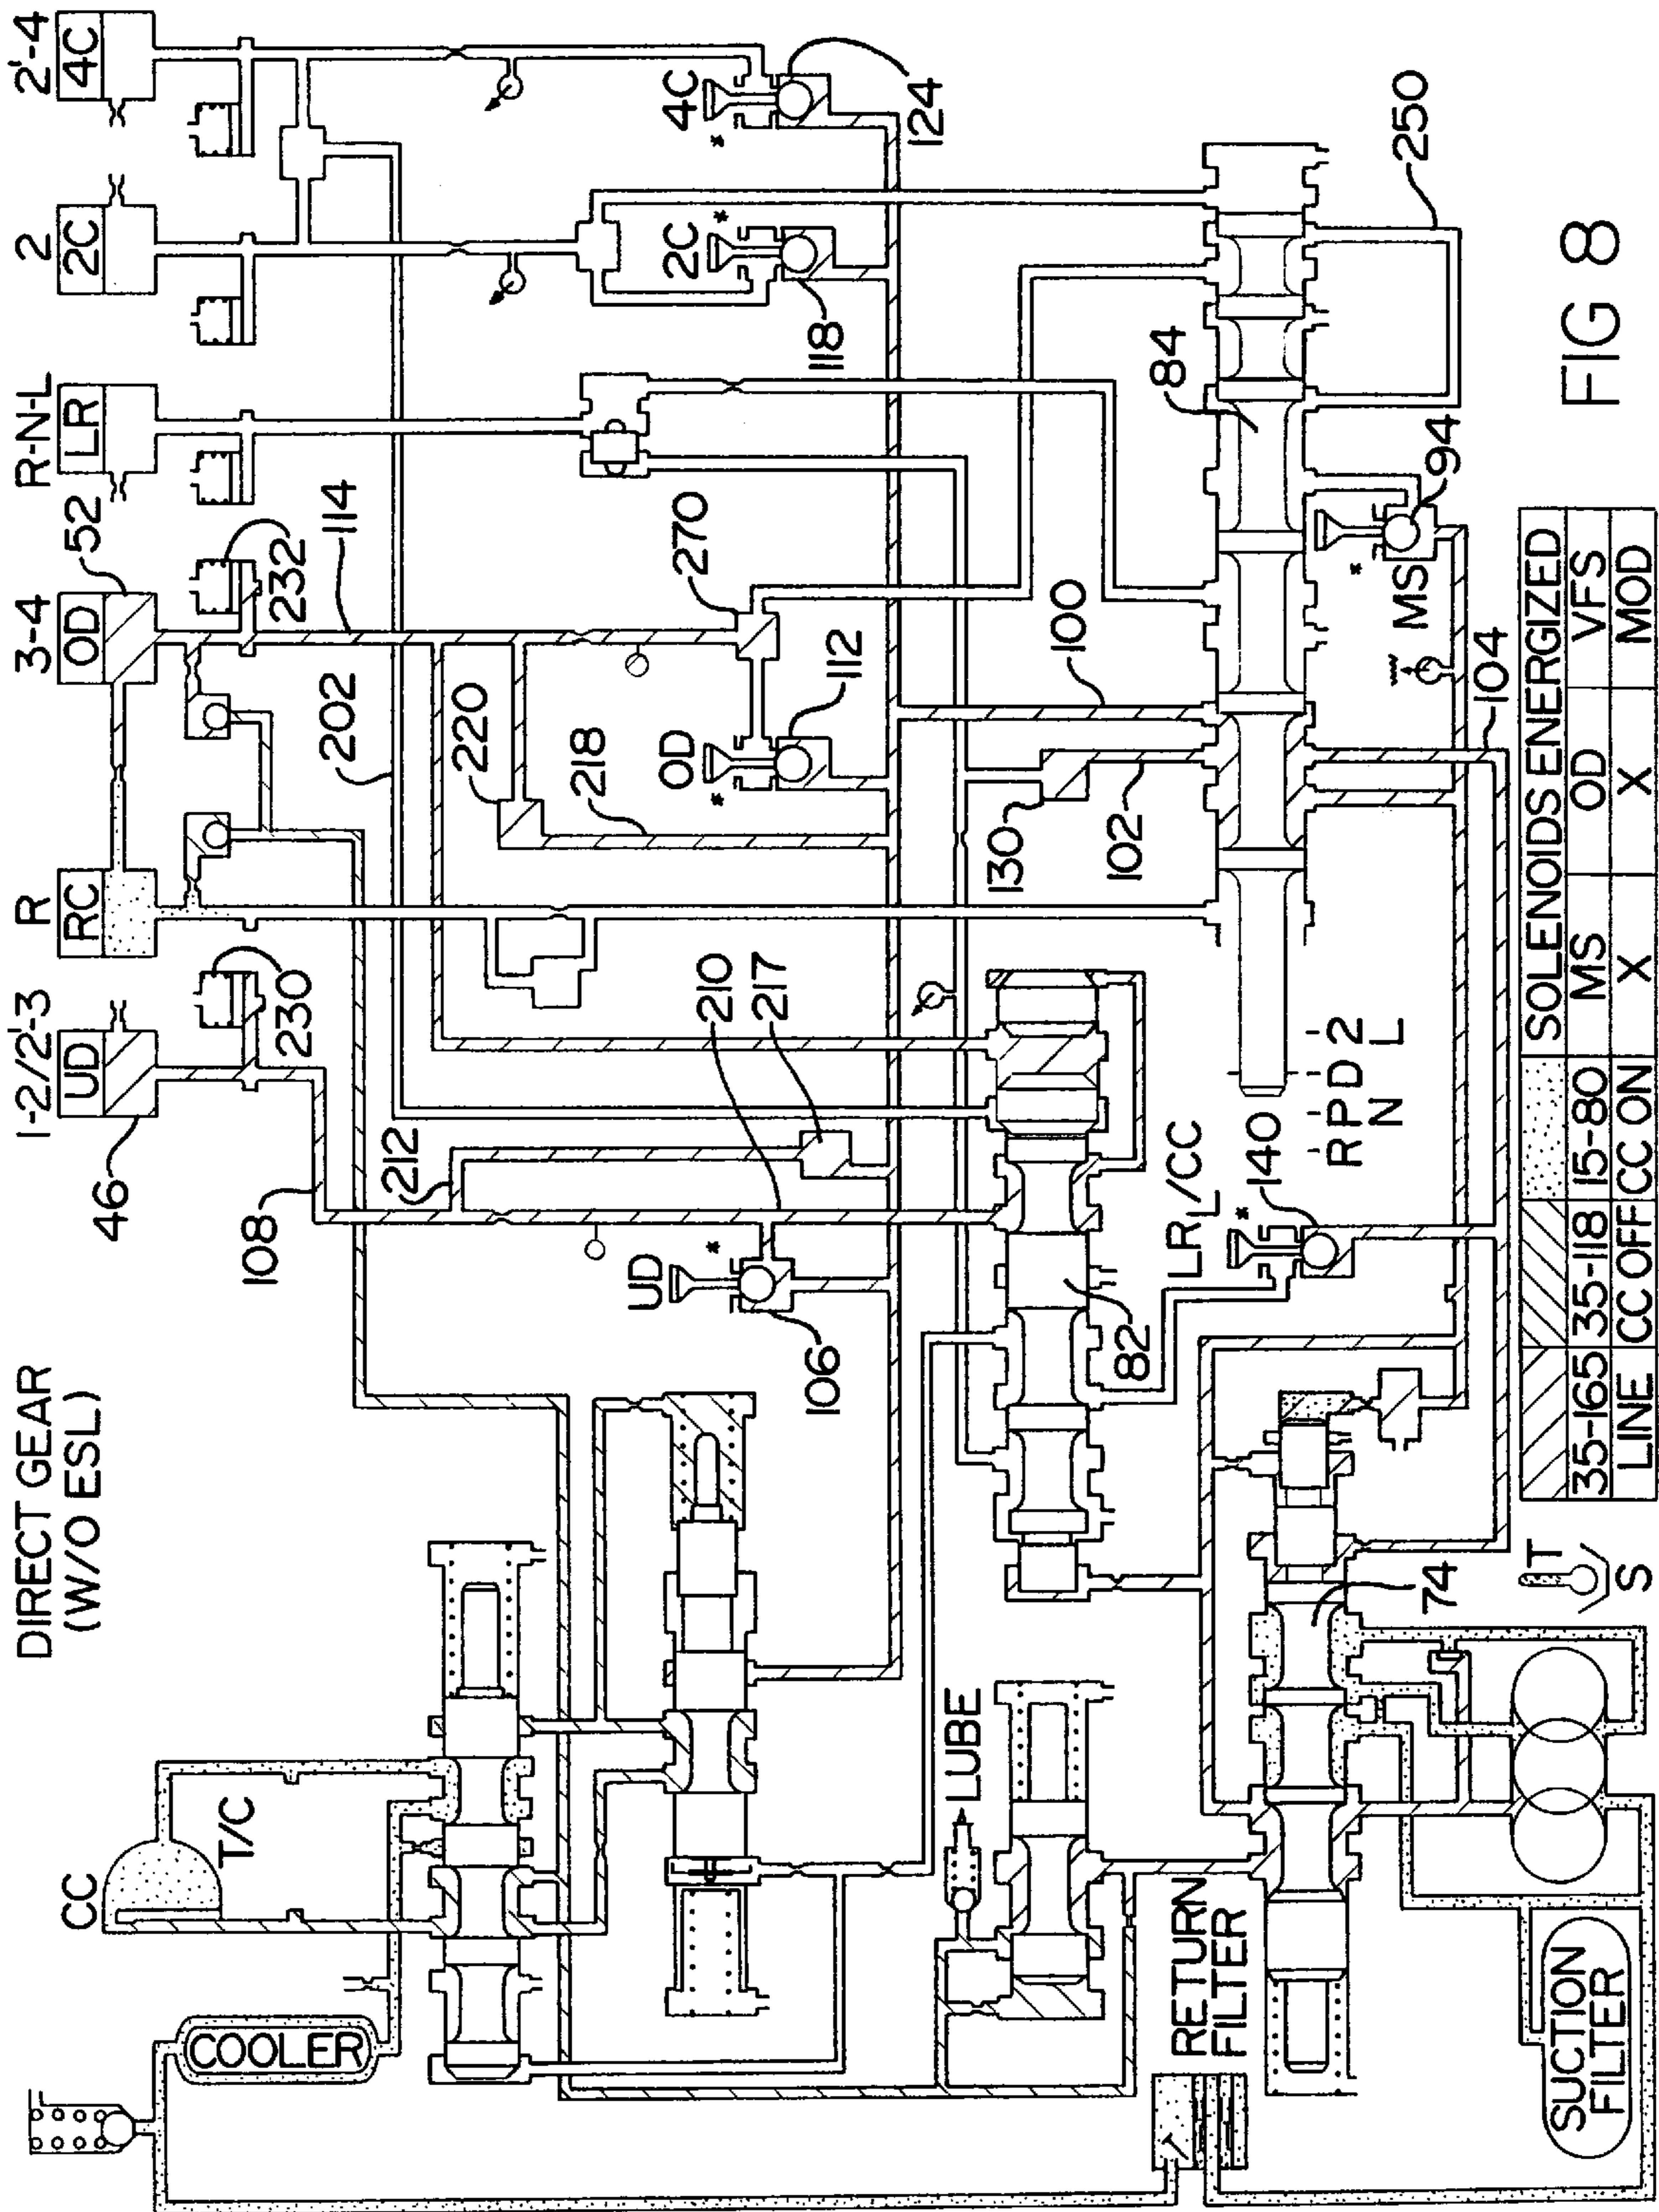 DIRECT GEAR
(W/O ESL)
1-2/2'-3
R
3-4
R-N-L
2
2'-4
UD
RC
OD
LR
2C
4C
46
52
230
232
108
114
202
212
220
218
270
210
217
UD
*
106
OD
*
112
2C
*
118
4C
*
124
CC
T/C
COOLER
LUBE
100
130
102
84
250
LR/CC
L
*
140
82
R P D 2
N L
MS
*
94
104
RETURN
FILTER
SUCTION
FILTER
74
T
S
SOLENOIDS ENERGIZED
35-165 35-118 15-80 MS OD VFS
LINE CC OFF CC ON X X MOD
FIG 8